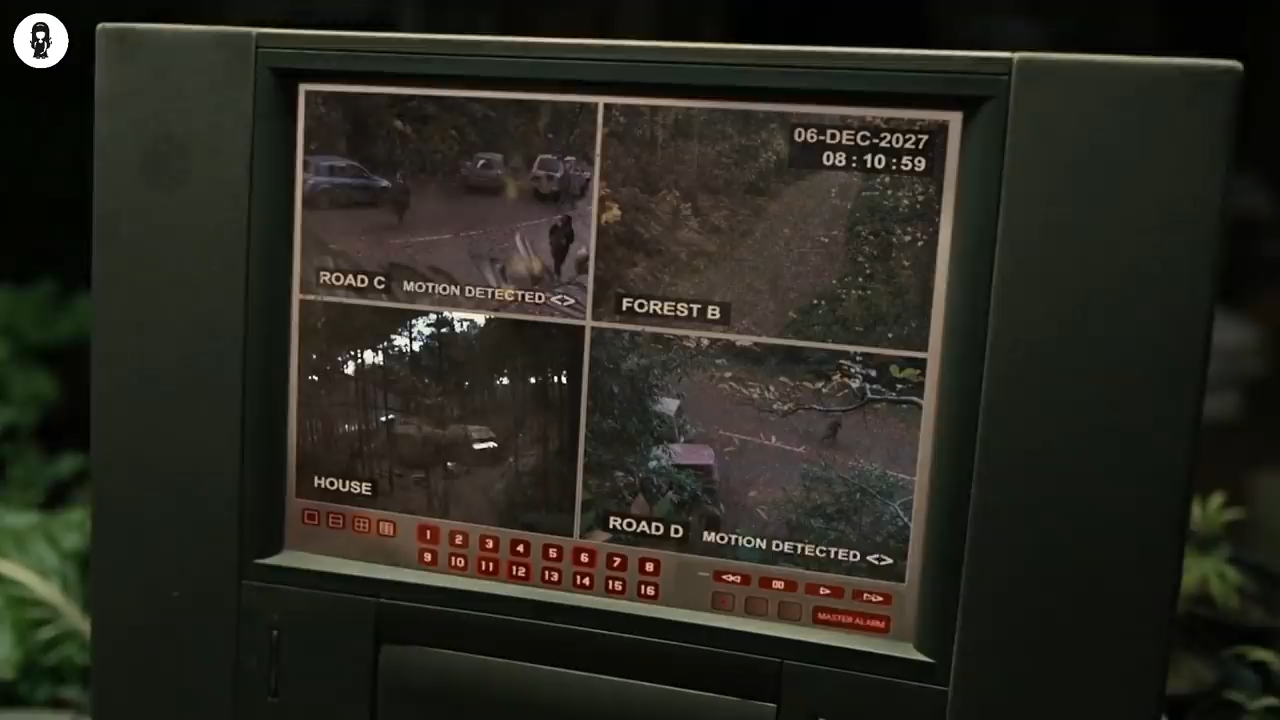 06-DEC-2027
08:10:59
ROAD C MOTION DETECTED <>
FOREST B
HOUSE
ROAD D MOTION DETECTED <>
1 2 3 4 5 6 7 8
9 10 11 12 13 14 15 16
MASTER ALARM